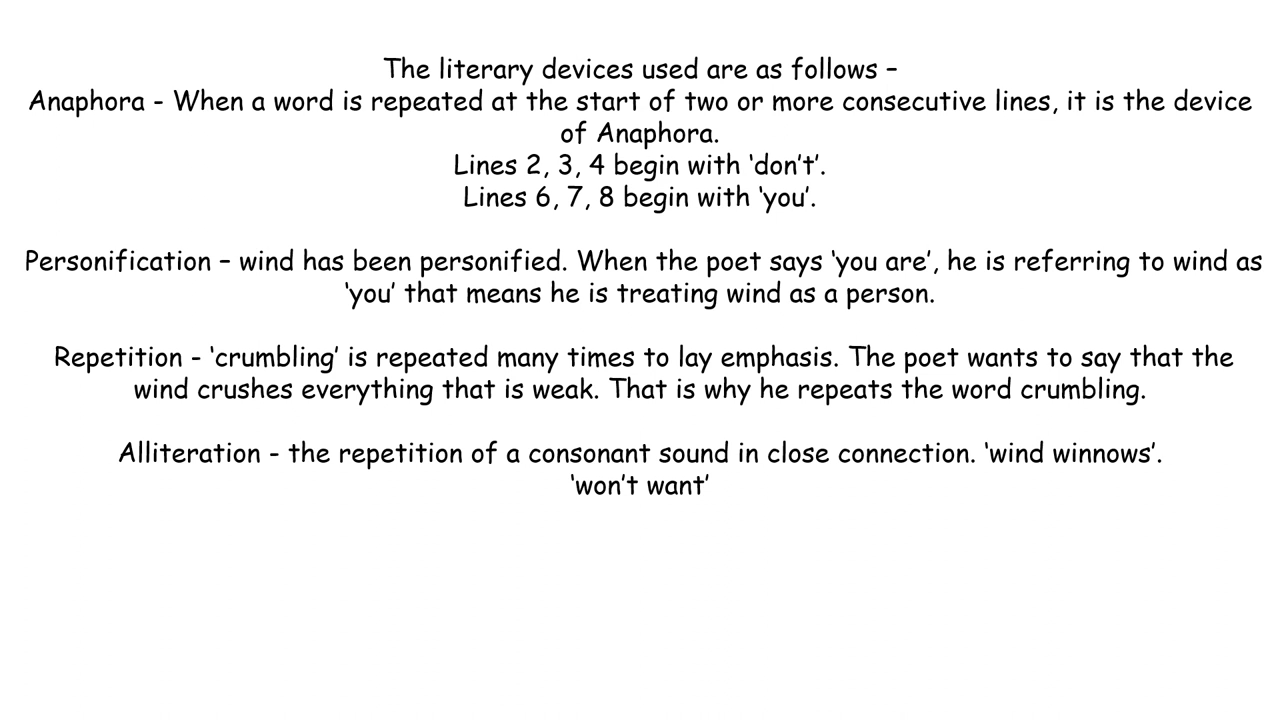 The literary devices used are as follows –
Anaphora - When a word is repeated at the start of two or more consecutive lines, it is the device
of Anaphora.
Lines 2, 3, 4 begin with ‘don’t’.
Lines 6, 7, 8 begin with ‘you’.
Personification – wind has been personified. When the poet says ‘you are’, he is referring to wind as
‘you’ that means he is treating wind as a person.
Repetition - ‘crumbling’ is repeated many times to lay emphasis. The poet wants to say that the
wind crushes everything that is weak. That is why he repeats the word crumbling.
Alliteration - the repetition of a consonant sound in close connection. ‘wind winnows’.
‘won’t want’